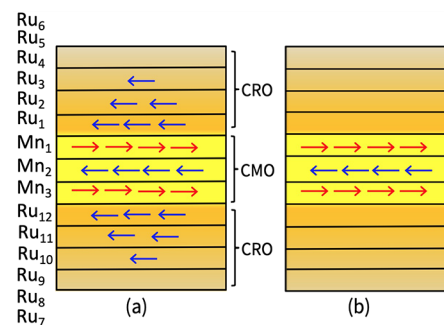 Ru6
Ru5
Ru4
Ru3
Ru2
Ru1
Mn1
Mn2
Mn3
Ru12
Ru11
Ru10
Ru9
Ru8
Ru7
CRO
CMO
CRO
(a)
(b)